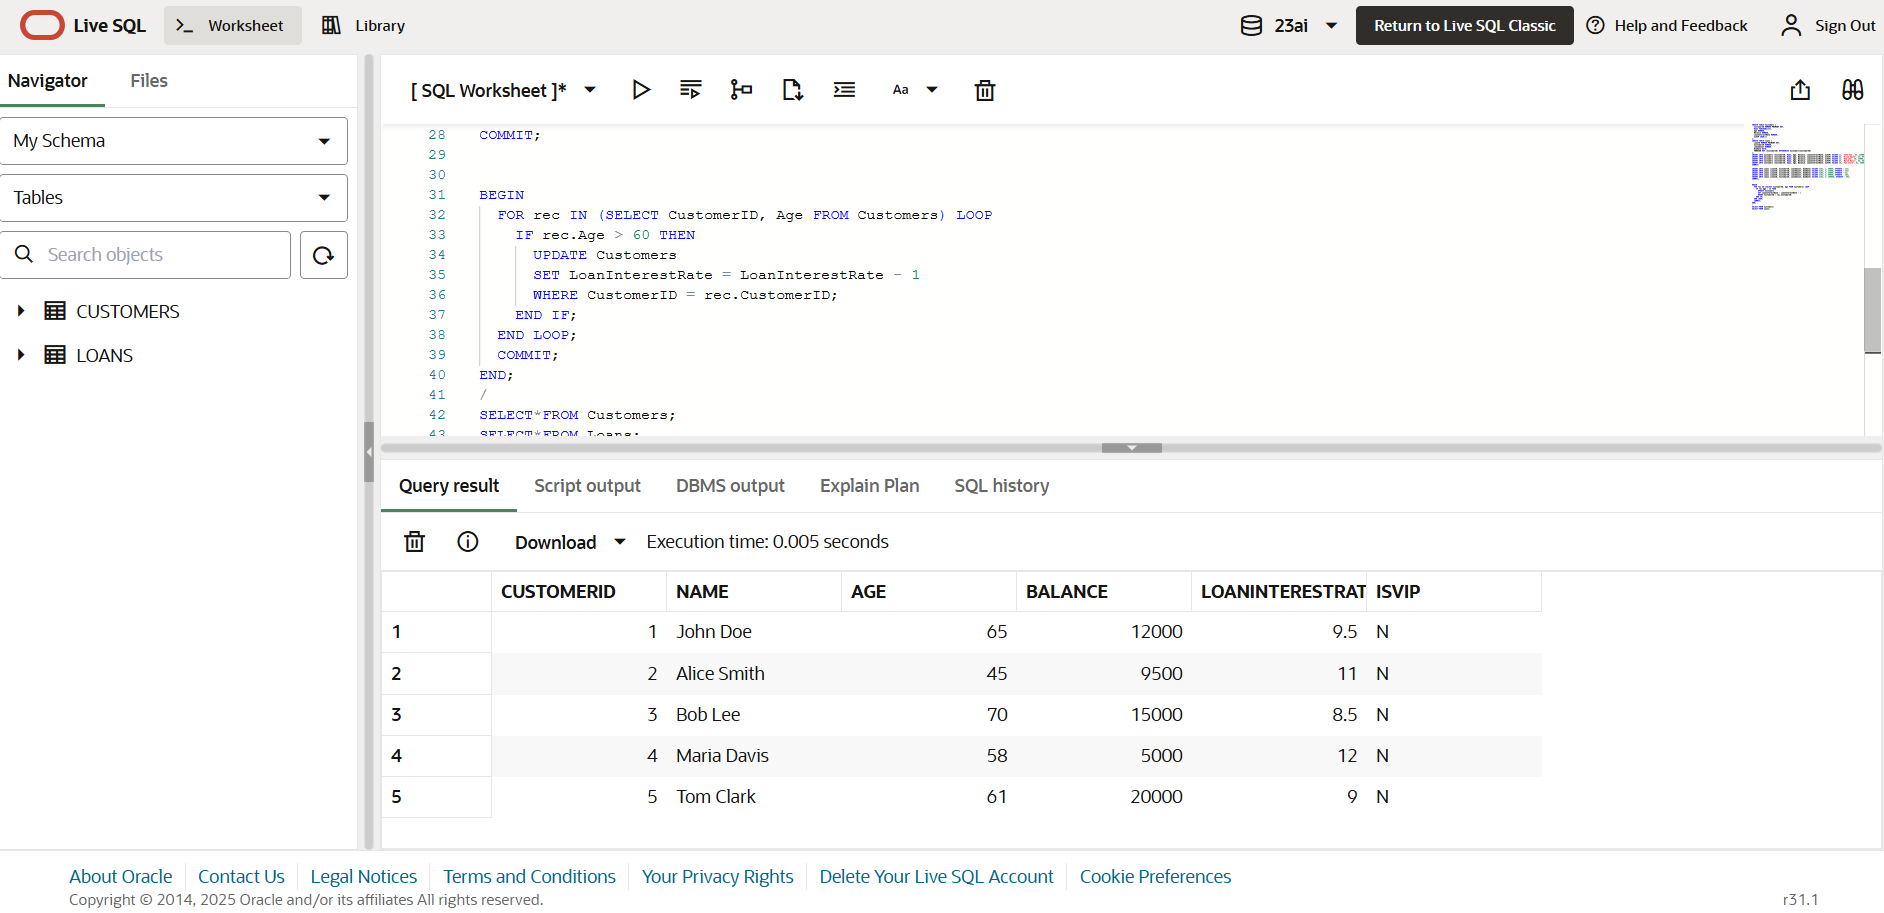 Live SQL Worksheet Library 23ai Return to Live SQL Classic Help and Feedback Sign Out
Navigator Files
My Schema
Tables
Search objects
CUSTOMERS
LOANS
[ SQL Worksheet ]* Aa
28 COMMIT;
29
30
31 BEGIN
32 FOR rec IN (SELECT CustomerID, Age FROM Customers) LOOP
33 IF rec.Age > 60 THEN
34 UPDATE Customers
35 SET LoanInterestRate = LoanInterestRate - 1
36 WHERE CustomerID = rec.CustomerID;
37 END IF;
38 END LOOP;
39 COMMIT;
40 END;
41 /
42 SELECT*FROM Customers;
43 SELECT*FROM Loans;
Query result Script output DBMS output Explain Plan SQL history
Download Execution time: 0.005 seconds
CUSTOMERID NAME AGE BALANCE LOANINTERESTRAT ISVIP
1 1 John Doe 65 12000 9.5 N
2 2 Alice Smith 45 9500 11 N
3 3 Bob Lee 70 15000 8.5 N
4 4 Maria Davis 58 5000 12 N
5 5 Tom Clark 61 20000 9 N
About Oracle Contact Us Legal Notices Terms and Conditions Your Privacy Rights Delete Your Live SQL Account Cookie Preferences
Copyright © 2014, 2025 Oracle and/or its affiliates All rights reserved. r31.1